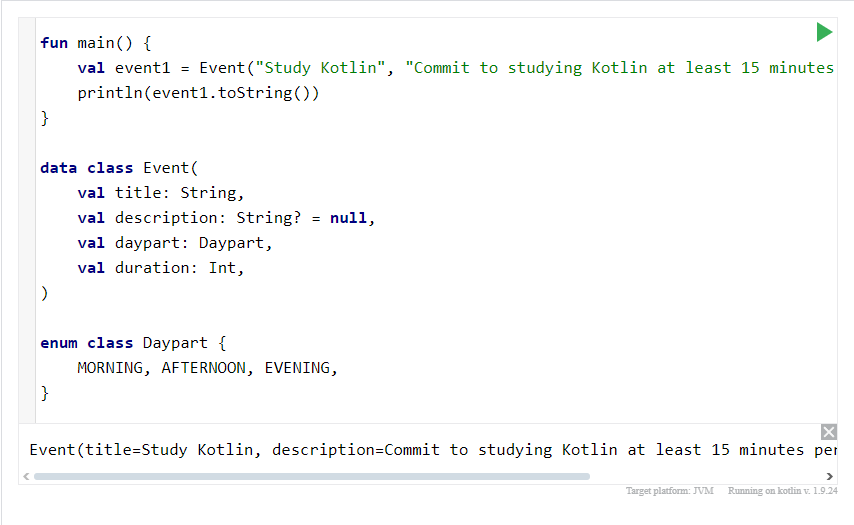 fun main() {
    val event1 = Event("Study Kotlin", "Commit to studying Kotlin at least 15 minutes
    println(event1.toString())
}
data class Event(
    val title: String,
    val description: String? = null,
    val daypart: Daypart,
    val duration: Int,
)
enum class Daypart {
    MORNING, AFTERNOON, EVENING,
}
Event(title=Study Kotlin, description=Commit to studying Kotlin at least 15 minutes per
Target platform: JVM Running on kotlin v. 1.9.24